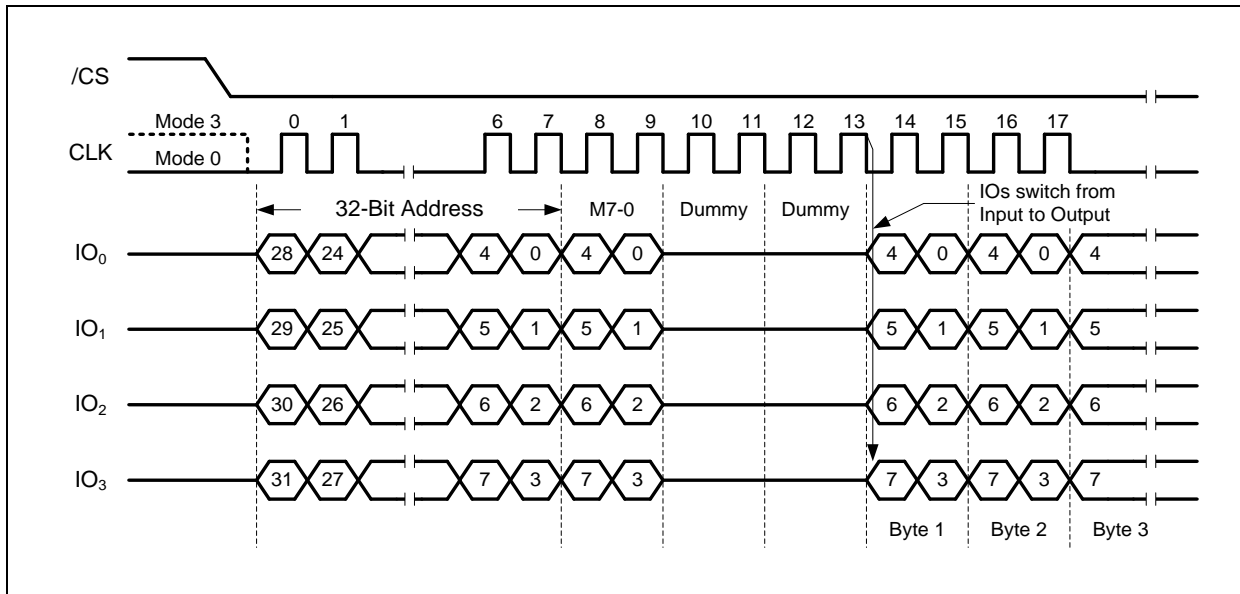 /CS
Mode 3 0 1 6 7 8 9 10 11 12 13 14 15 16 17
CLK
Mode 0
IOs switch from
Input to Output
32-Bit Address M7-0 Dummy Dummy
IO0 28 24 4 0 4 0 4 0 4 0 4
IO1 29 25 5 1 5 1 5 1 5 1 5
IO2 30 26 6 2 6 2 6 2 6 2 6
IO3 31 27 7 3 7 3 7 3 7 3 7
Byte 1 Byte 2 Byte 3